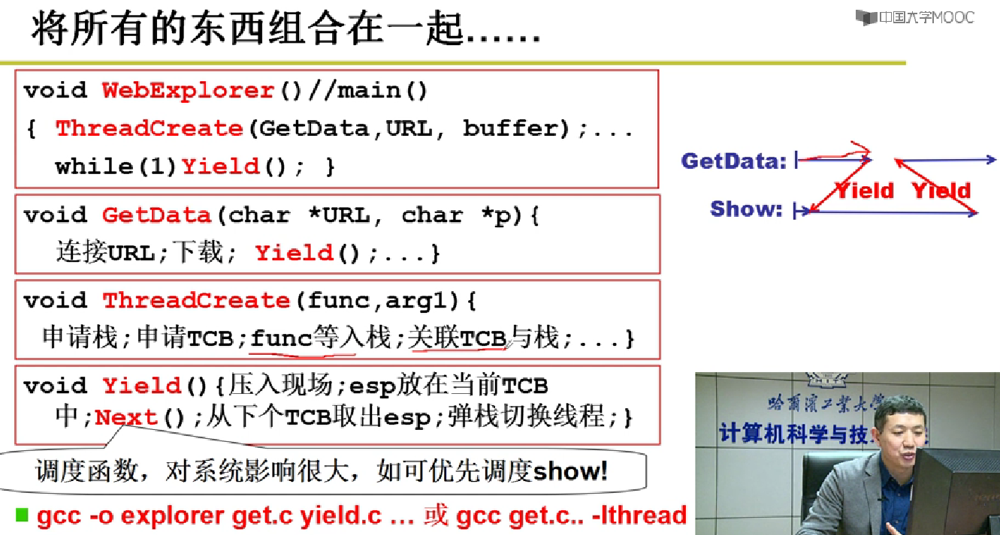 中国大学MOOC
将所有的东西组合在一起......
void WebExplorer()//main()
{ ThreadCreate(GetData,URL, buffer);...
while(1)Yield(); }
void GetData(char *URL, char *p){
连接URL;下载; Yield();...}
void ThreadCreate(func,arg1){
申请栈;申请TCB;func等入栈;关联TCB与栈;...}
void Yield(){压入现场;esp放在当前TCB
中;Next();从下个TCB取出esp;弹栈切换线程;}
调度函数，对系统影响很大，如可优先调度show!
gcc -o explorer get.c yield.c … 或 gcc get.c.. -lthread
GetData:
Yield Yield
Show:
哈尔滨工业大学
计算机科学与技